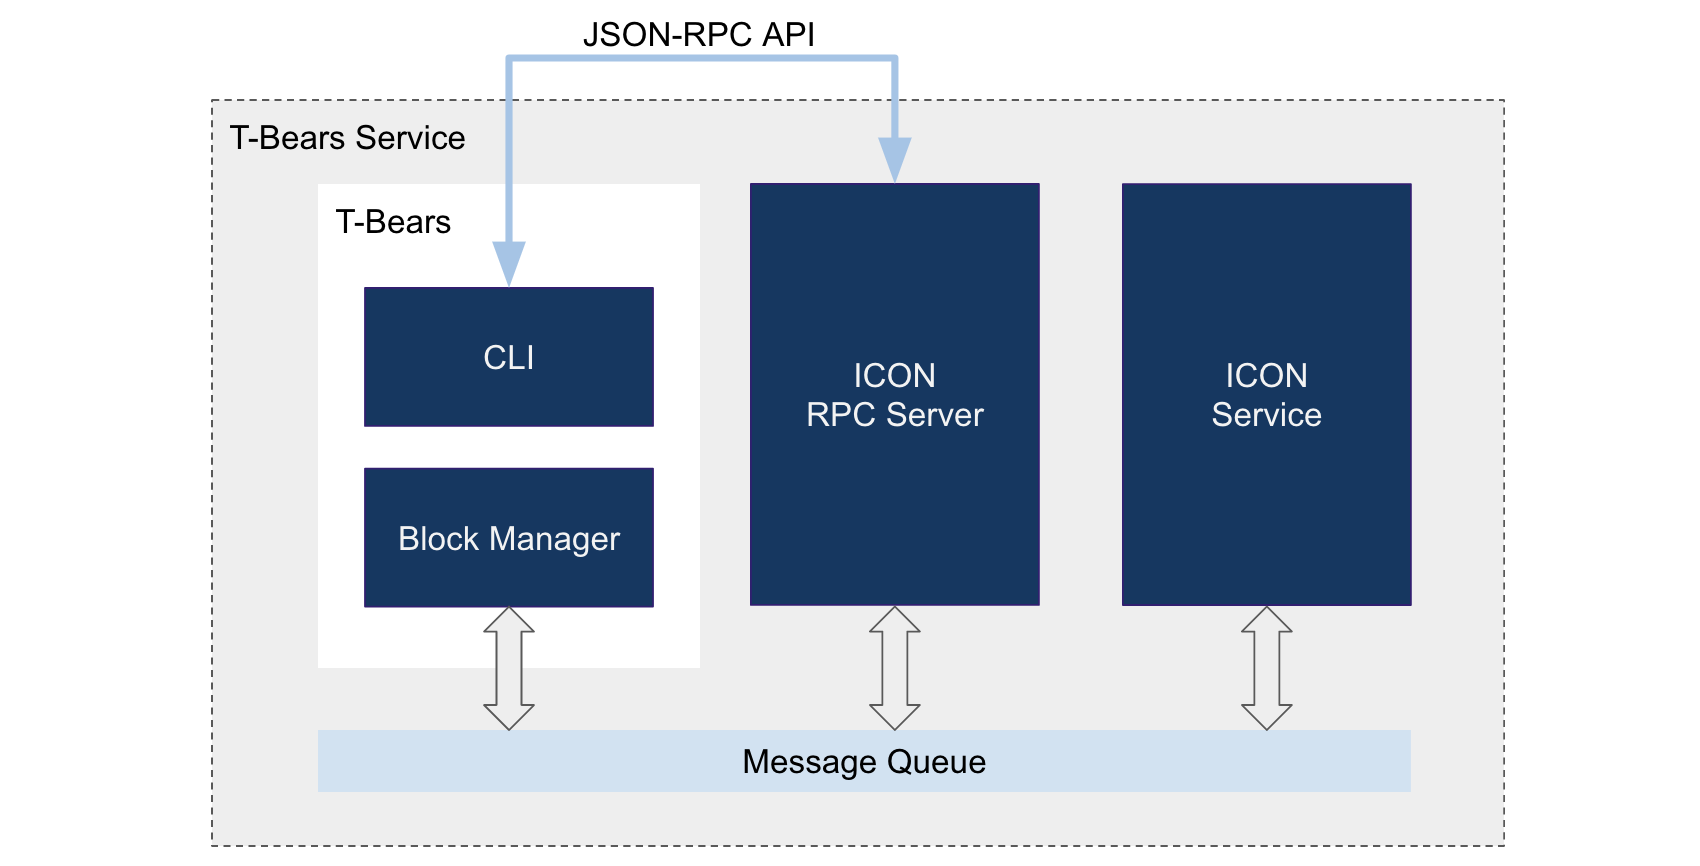 JSON-RPC API
T-Bears Service
T-Bears
CLI
Block Manager
ICON
RPC Server
ICON
Service
Message Queue